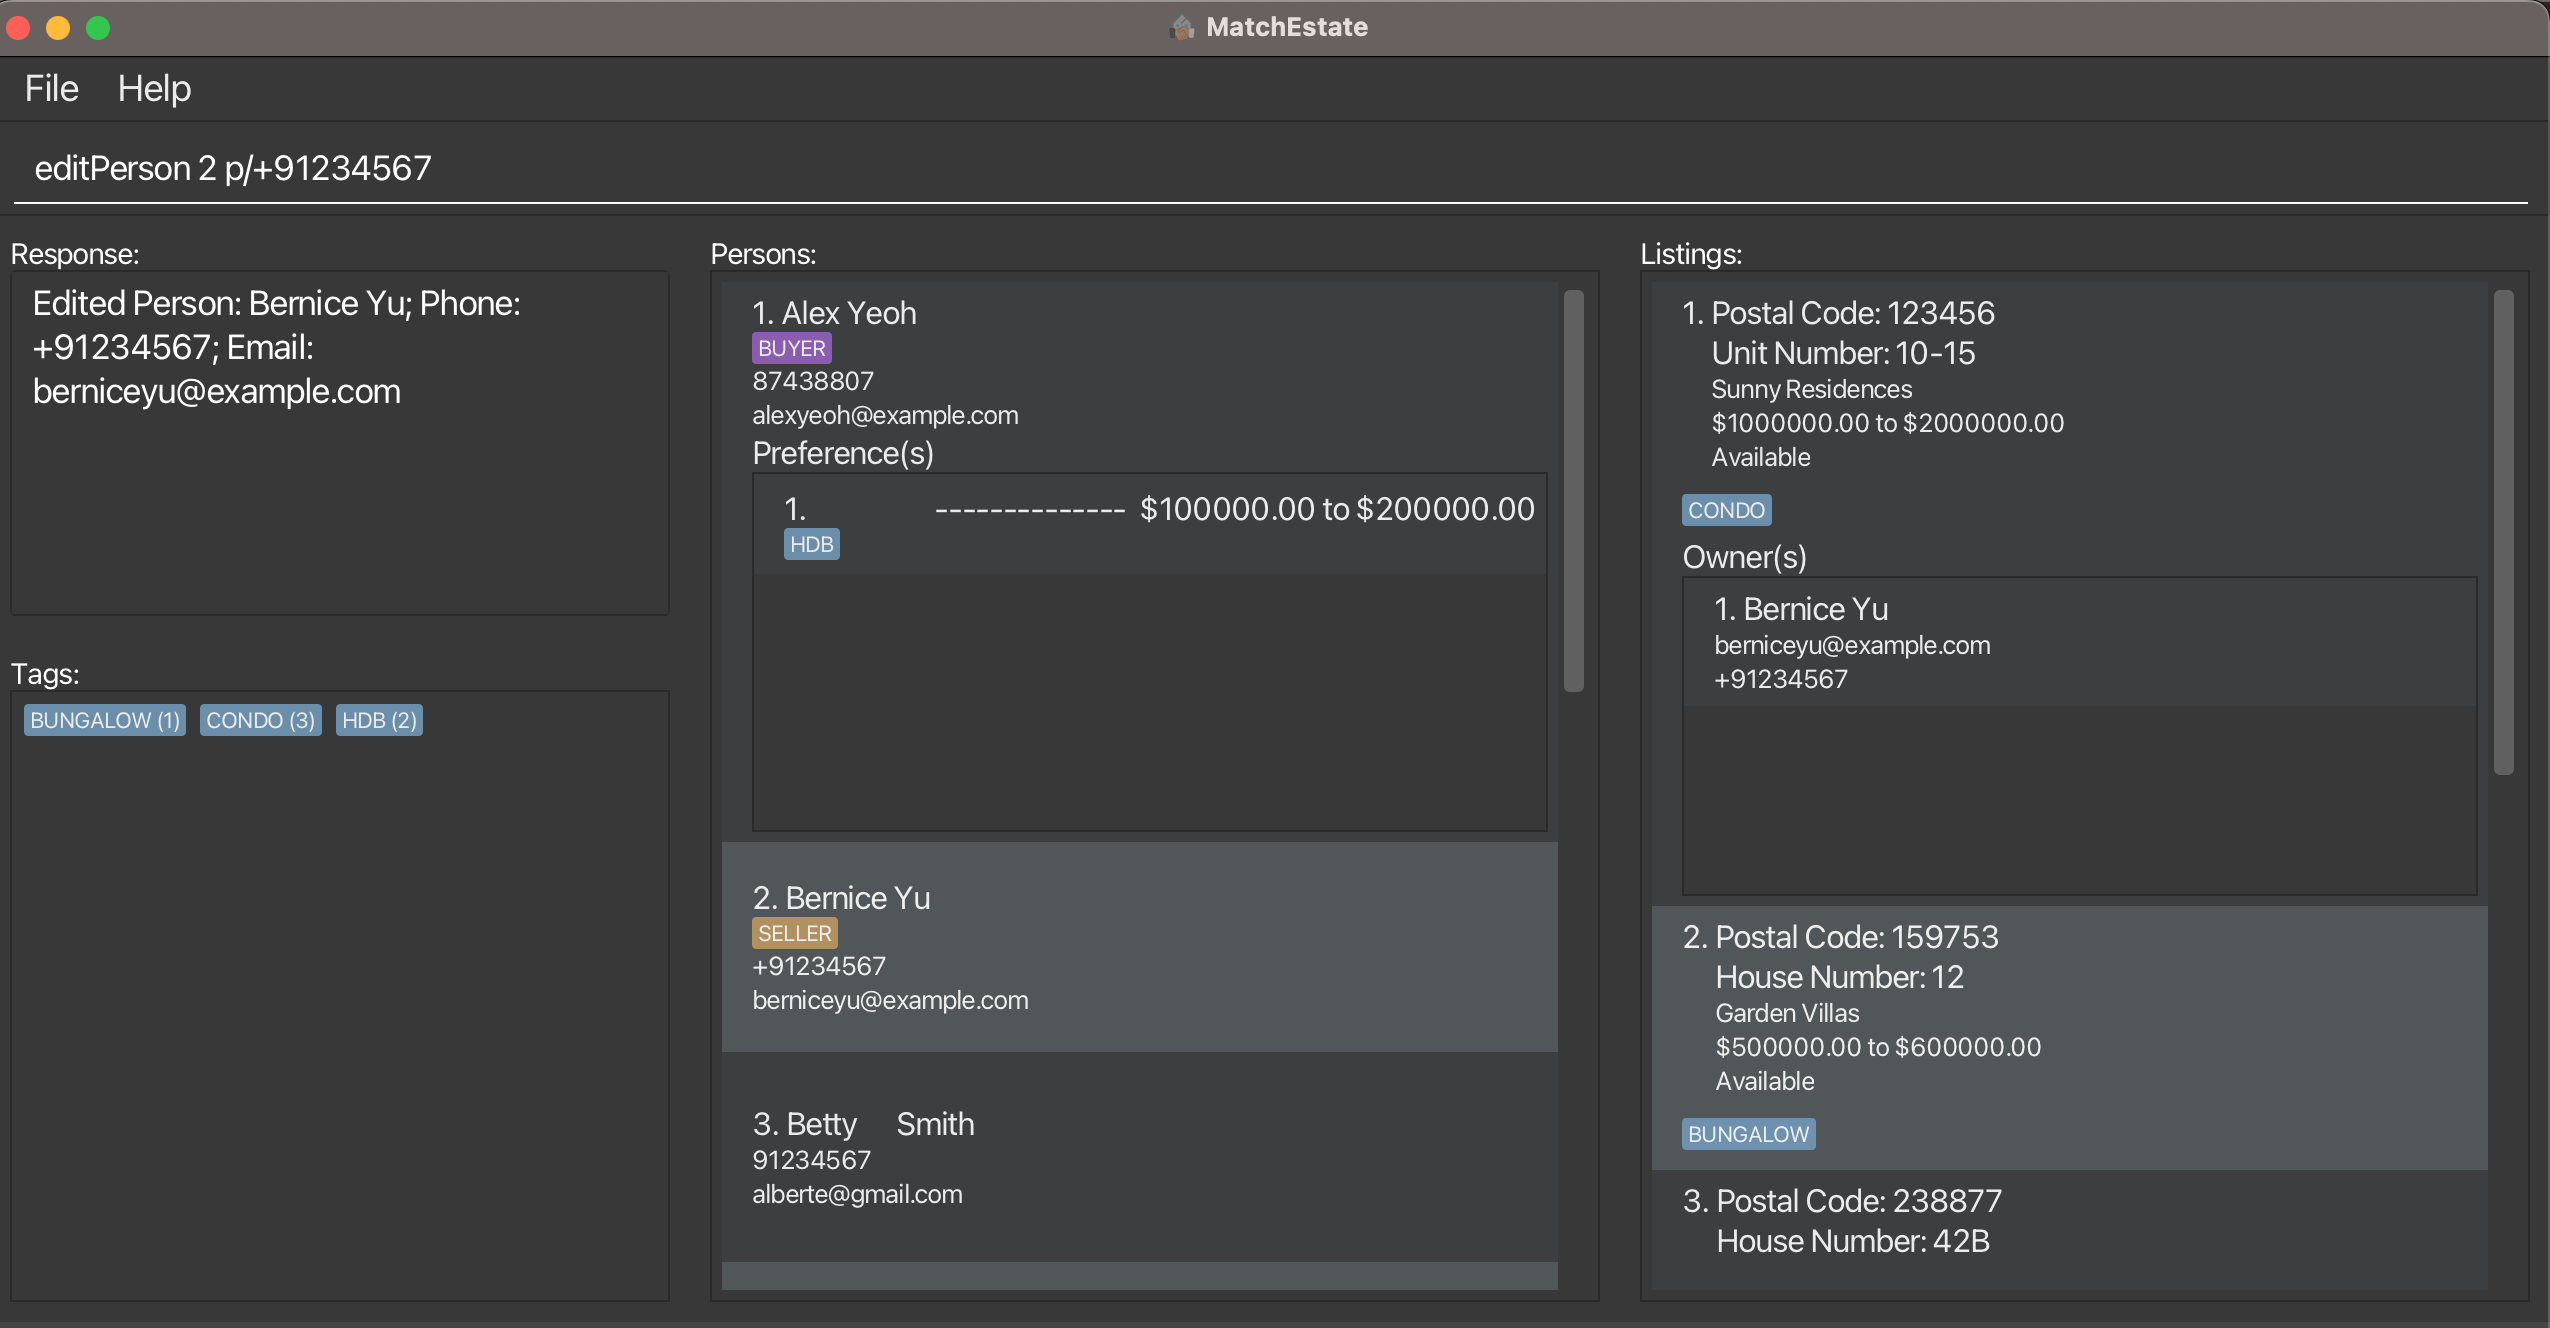 MatchEstate
File Help
editPerson 2 p/+91234567
Response:
Edited Person: Bernice Yu; Phone:
+91234567; Email:
berniceyu@example.com
Tags:
BUNGALOW (1) CONDO (3) HDB (2)
Persons:
1. Alex Yeoh
BUYER
87438807
alexyeoh@example.com
Preference(s)
1. -------------- $100000.00 to $200000.00
HDB
2. Bernice Yu
SELLER
+91234567
berniceyu@example.com
3. Betty    Smith
91234567
alberte@gmail.com
Listings:
1. Postal Code: 123456
Unit Number: 10-15
Sunny Residences
$1000000.00 to $2000000.00
Available
CONDO
Owner(s)
1. Bernice Yu
berniceyu@example.com
+91234567
2. Postal Code: 159753
House Number: 12
Garden Villas
$500000.00 to $600000.00
Available
BUNGALOW
3. Postal Code: 238877
House Number: 42B